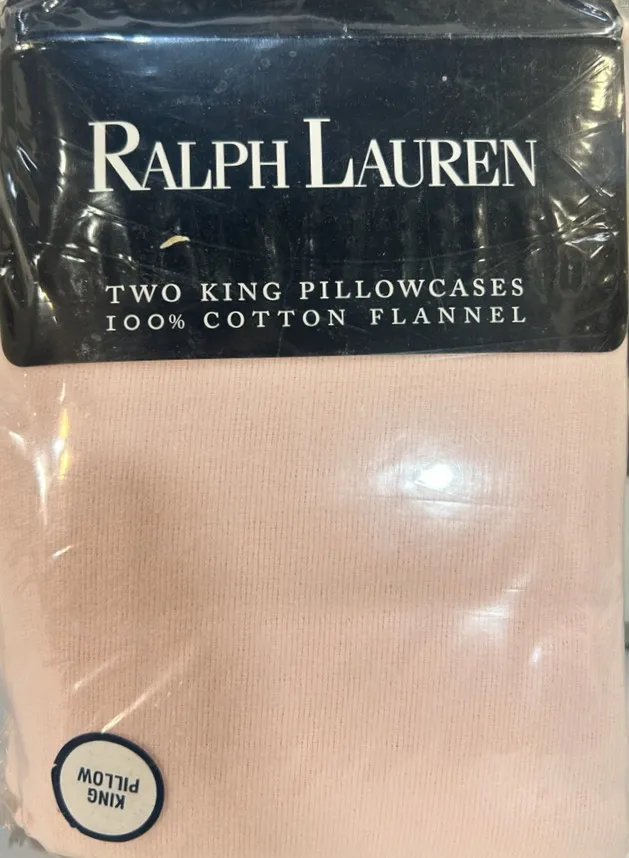 RALPH LAUREN
TWO KING PILLOWCASES
100% COTTON FLANNEL
KING
PILLOW